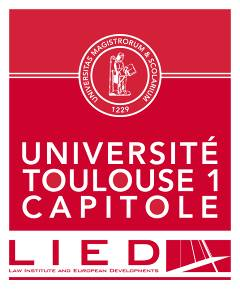 UNIVERSITAS MAGISTRORUM & SCOLARIUM
1229
UNIVERSITÉ
TOULOUSE 1
CAPITOLE
LIED
LAW INSTITUTE AND EUROPEAN DEVELOPMENTS